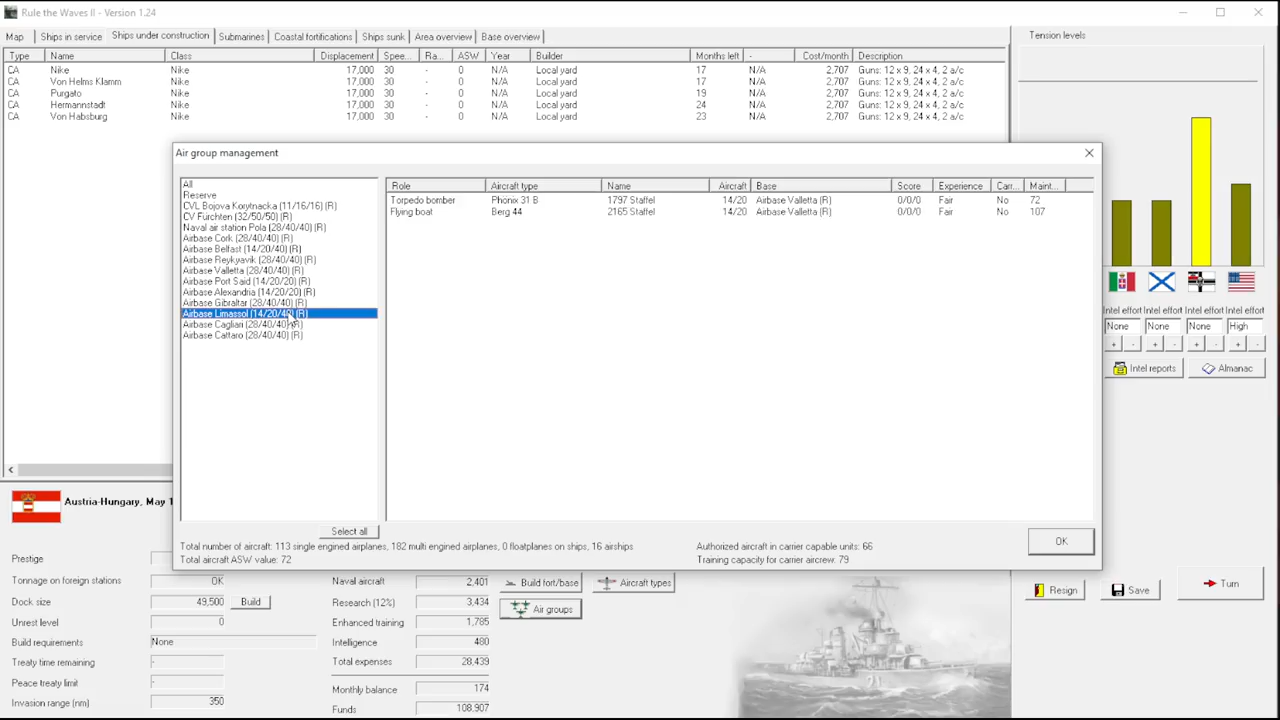 Rule the Waves II - Version 1.24
Map Ships in service Ships under construction Submarines Coastal fortifications Ships sunk Area overview Base overview
Type Name Class Displacement Spee... Ra... ASW Year Builder Months left - Cost/month Description
CA Nike Nike 17,000 30 - 0 N/A Local yard 17 N/A 2,707 Guns: 12 x 9, 24 x 4, 2 a/c
CA Von Helms Klamm Nike 17,000 30 - 0 N/A Local yard 17 N/A 2,707 Guns: 12 x 9, 24 x 4, 2 a/c
CA Purgato Nike 17,000 30 - 0 N/A Local yard 19 N/A 2,707 Guns: 12 x 9, 24 x 4, 2 a/c
CA Hermannstadt Nike 17,000 30 - 0 N/A Local yard 24 N/A 2,707 Guns: 12 x 9, 24 x 4, 2 a/c
CA Von Habsburg Nike 17,000 30 - 0 N/A Local yard 23 N/A 2,707 Guns: 12 x 9, 24 x 4, 2 a/c
Tension levels
Air group management
All
Reserve
CVL Bojova Korytnacka (11/16/16) (R)
CV Furchten (32/50/50) (R)
Naval air station Pola (28/40/40) (R)
Airbase Cork (28/40/40) (R)
Airbase Belfast (14/20/40) (R)
Airbase Reykyavik (28/40/40) (R)
Airbase Valletta (28/40/40) (R)
Airbase Port Said (14/20/20) (R)
Airbase Alexandria (14/20/20) (R)
Airbase Gibraltar (28/40/40) (R)
Airbase Limassol (14/20/40) (R)
Airbase Cagliari (28/40/40) (R)
Airbase Cattaro (28/40/40) (R)
Role Aircraft type Name Aircraft Base Score Experience Carr... Maint...
Torpedo bomber Phonix 31 B 1797 Staffel 14/20 Airbase Valletta (R) 0/0/0 Fair No 72
Flying boat Berg 44 2165 Staffel 14/20 Airbase Valletta (R) 0/0/0 Fair No 107
Select all
Total number of aircraft: 113 single engined airplanes, 182 multi engined airplanes, 0 floatplanes on ships, 16 airships
Total aircraft ASW value: 72
Authorized aircraft in carrier capable units: 66
Training capacity for carrier aircrew: 79
OK
Intel effort Intel effort Intel effort Intel effort
None None None High
+ - + - + - + -
Intel reports Almanac
Austria-Hungary, May 1
Prestige
Tonnage on foreign stations OK
Dock size 49,500 Build
Unrest level 0
Build requirements None
Treaty time remaining -
Peace treaty limit -
Invasion range (nm) 350
Naval aircraft 2,401
Research (12%) 3,434
Enhanced training 1,785
Intelligence 480
Total expenses 28,439
Monthly balance 174
Funds 108,907
Build fort/base Aircraft types
Air groups
Resign Save Turn